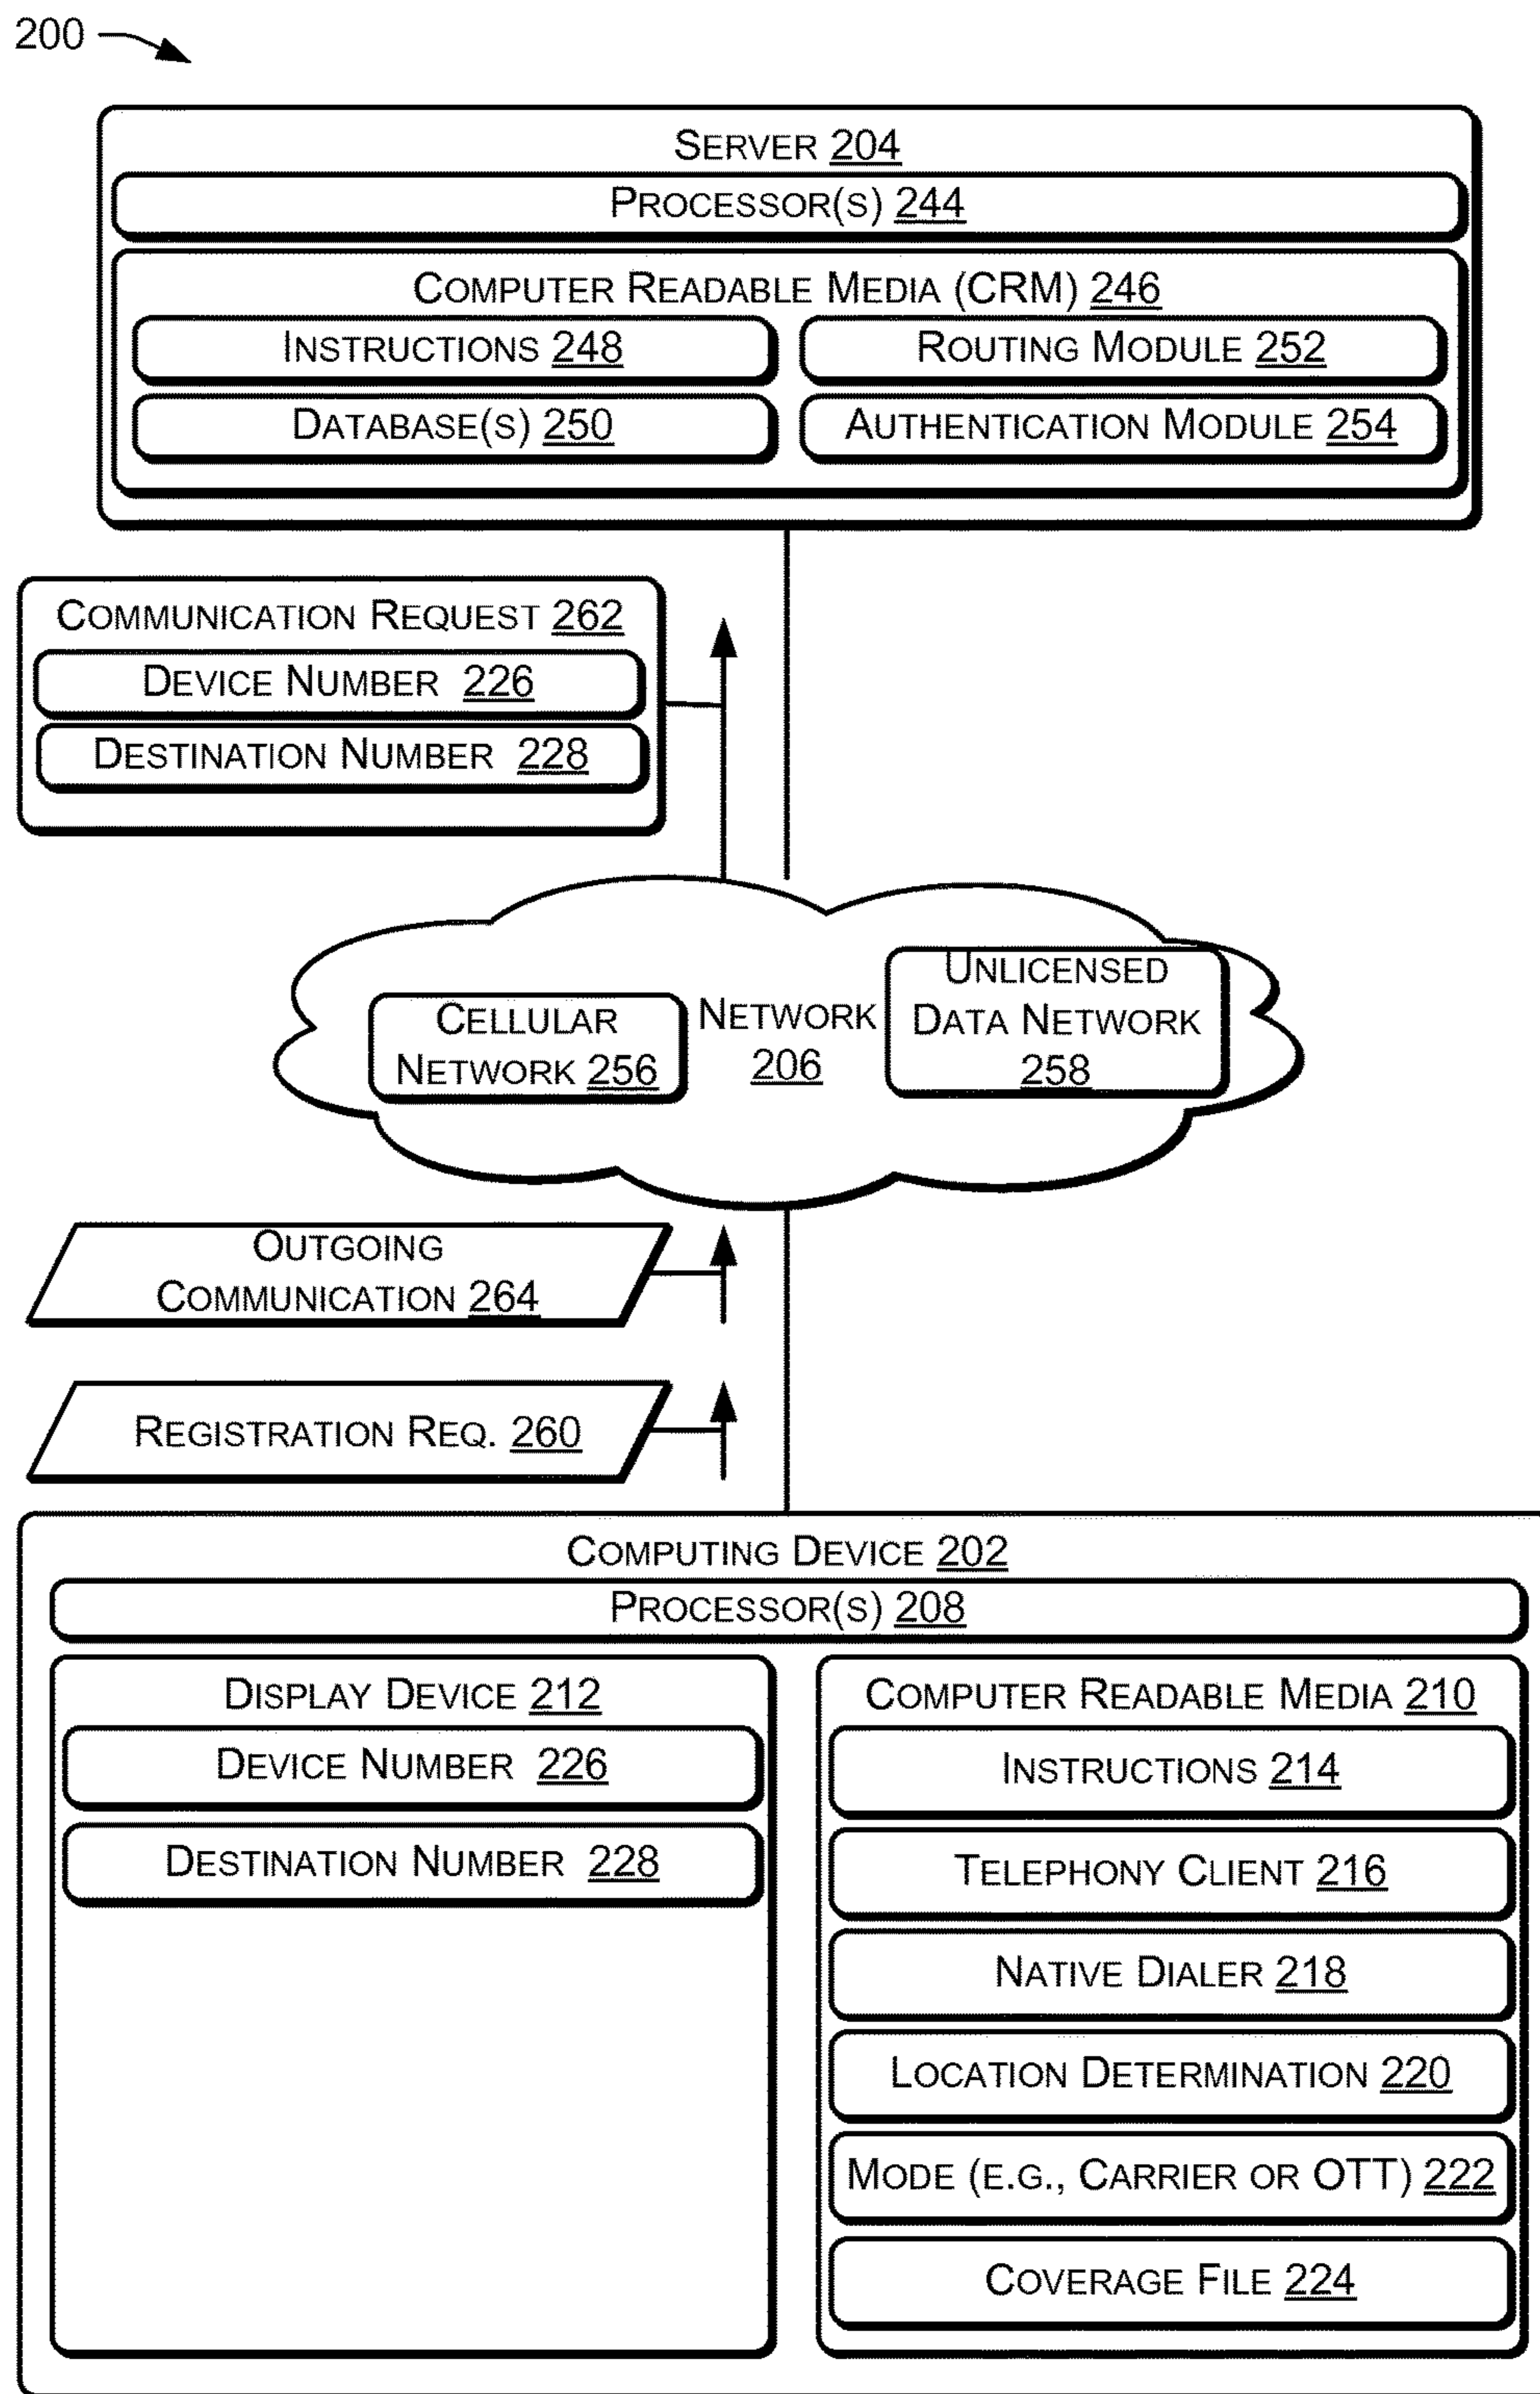 200
SERVER 204
PROCESSOR(S) 244
COMPUTER READABLE MEDIA (CRM) 246
INSTRUCTIONS 248
ROUTING MODULE 252
DATABASE(S) 250
AUTHENTICATION MODULE 254
COMMUNICATION REQUEST 262
DEVICE NUMBER 226
DESTINATION NUMBER 228
CELLULAR
NETWORK 256
NETWORK
206
UNLICENSED
DATA NETWORK
258
OUTGOING
COMMUNICATION 264
REGISTRATION REQ. 260
COMPUTING DEVICE 202
PROCESSOR(S) 208
DISPLAY DEVICE 212
DEVICE NUMBER 226
DESTINATION NUMBER 228
COMPUTER READABLE MEDIA 210
INSTRUCTIONS 214
TELEPHONY CLIENT 216
NATIVE DIALER 218
LOCATION DETERMINATION 220
MODE (E.G., CARRIER OR OTT) 222
COVERAGE FILE 224